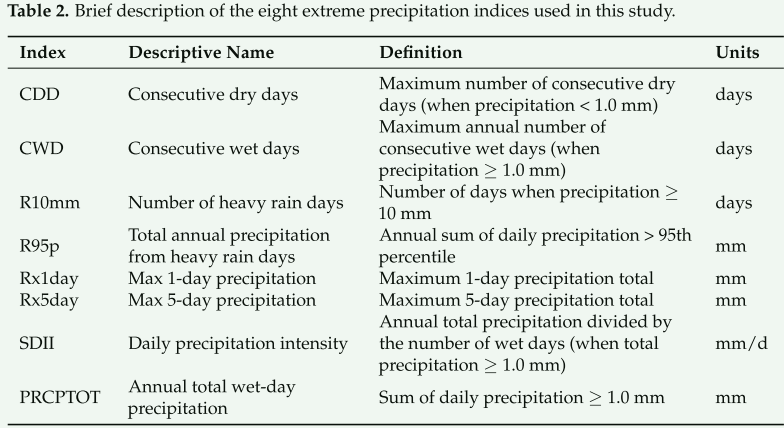 Table 2. Brief description of the eight extreme precipitation indices used in this study.
Index Descriptive Name Definition Units
CDD Consecutive dry days Maximum number of consecutive dry days (when precipitation < 1.0 mm) days
CWD Consecutive wet days Maximum annual number of consecutive wet days (when precipitation ≥ 1.0 mm) days
R10mm Number of heavy rain days Number of days when precipitation ≥ 10 mm days
R95p Total annual precipitation from heavy rain days Annual sum of daily precipitation > 95th percentile mm
Rx1day Max 1-day precipitation Maximum 1-day precipitation total mm
Rx5day Max 5-day precipitation Maximum 5-day precipitation total mm
SDII Daily precipitation intensity Annual total precipitation divided by the number of wet days (when total precipitation ≥ 1.0 mm) mm/d
PRCPTOT Annual total wet-day precipitation Sum of daily precipitation ≥ 1.0 mm mm